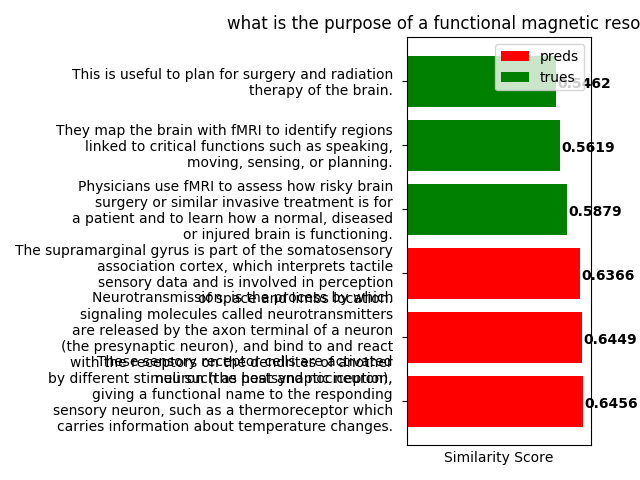 what is the purpose of a functional magnetic reso
preds
trues
This is useful to plan for surgery and radiation
therapy of the brain.
0.5462
They map the brain with fMRI to identify regions
linked to critical functions such as speaking,
moving, sensing, or planning.
0.5619
Physicians use fMRI to assess how risky brain
surgery or similar invasive treatment is for
a patient and to learn how a normal, diseased
or injured brain is functioning.
0.5879
The supramarginal gyrus is part of the somatosensory
association cortex, which interprets tactile
sensory data and is involved in perception
of space and limbs location.
0.6366
Neurotransmission is the process by which
signaling molecules called neurotransmitters
are released by the axon terminal of a neuron
(the presynaptic neuron), and bind to and react
with the receptors on the dendrites of another
neuron (the postsynaptic neuron),
0.6449
These sensory receptor cells are activated
by different stimuli such as heat and nociception,
giving a functional name to the responding
sensory neuron, such as a thermoreceptor which
carries information about temperature changes.
0.6456
Similarity Score